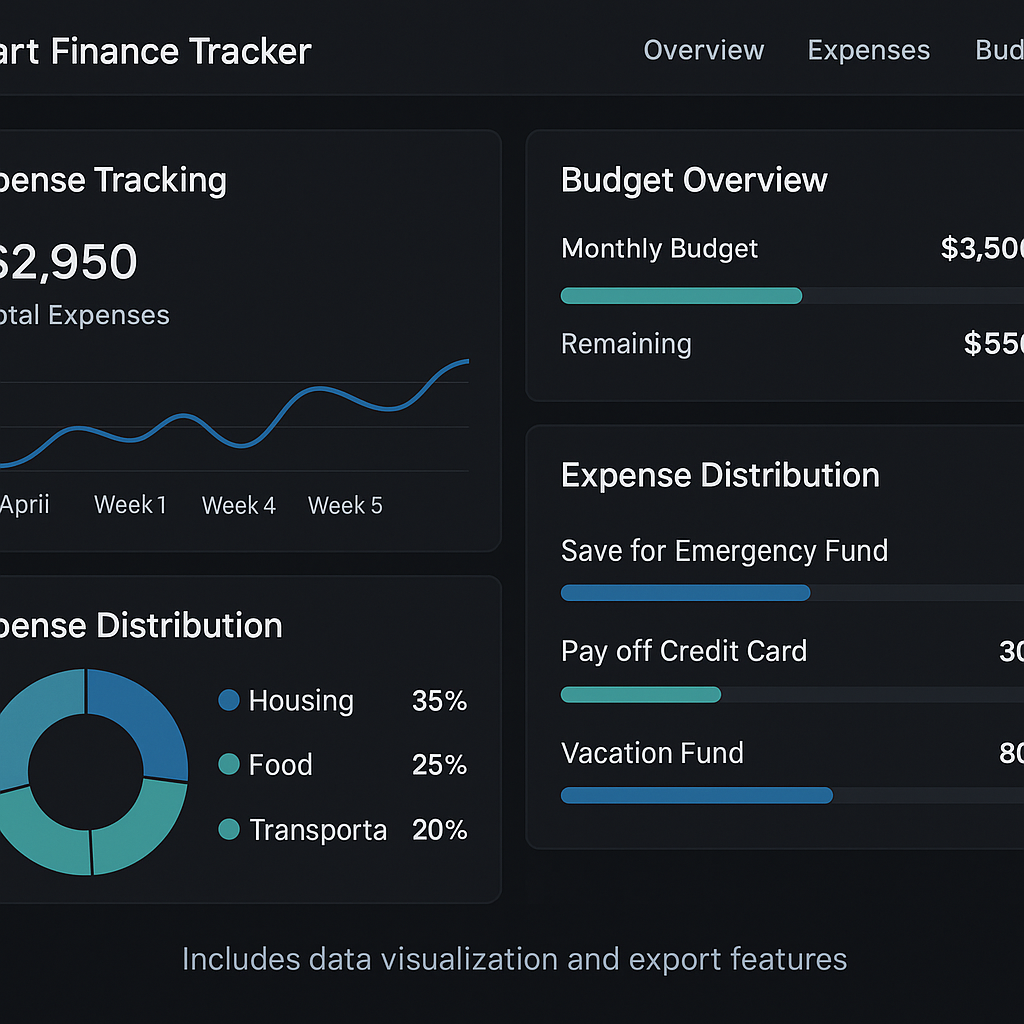 art Finance Tracker
Overview Expenses Bud
pense Tracking
$2,950
otal Expenses
Aprii Week 1 Week 4 Week 5
Budget Overview
Monthly Budget $3,500
Remaining $550
pense Distribution
Housing 35%
Food 25%
Transporta 20%
Expense Distribution
Save for Emergency Fund
Pay off Credit Card 30
Vacation Fund 80
Includes data visualization and export features